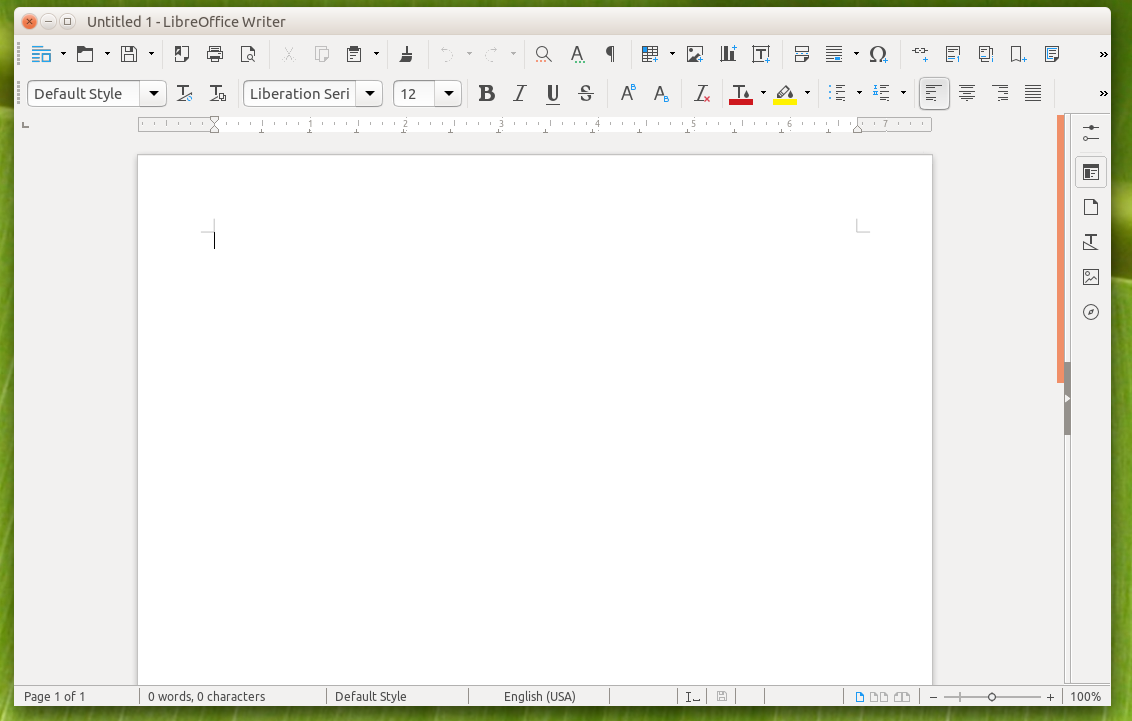 Untitled 1 - LibreOffice Writer
Default Style
Liberation Seri
12
1 2 3 4 5 6 7
Page 1 of 1
0 words, 0 characters
Default Style
English (USA)
100%